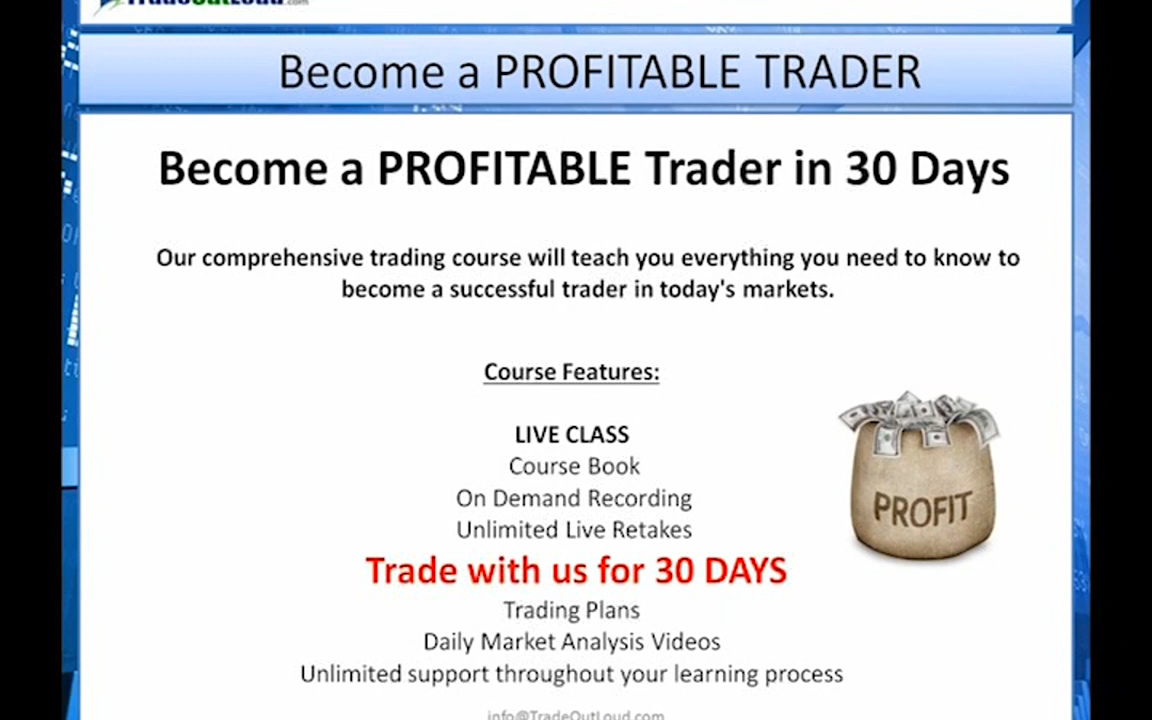 TradeOutLoud.com
Become a PROFITABLE TRADER
Become a PROFITABLE Trader in 30 Days
Our comprehensive trading course will teach you everything you need to know to
become a successful trader in today's markets.
Course Features:
LIVE CLASS
Course Book
On Demand Recording
Unlimited Live Retakes
PROFIT
Trade with us for 30 DAYS
Trading Plans
Daily Market Analysis Videos
Unlimited support throughout your learning process
info@TradeOutLoud.com